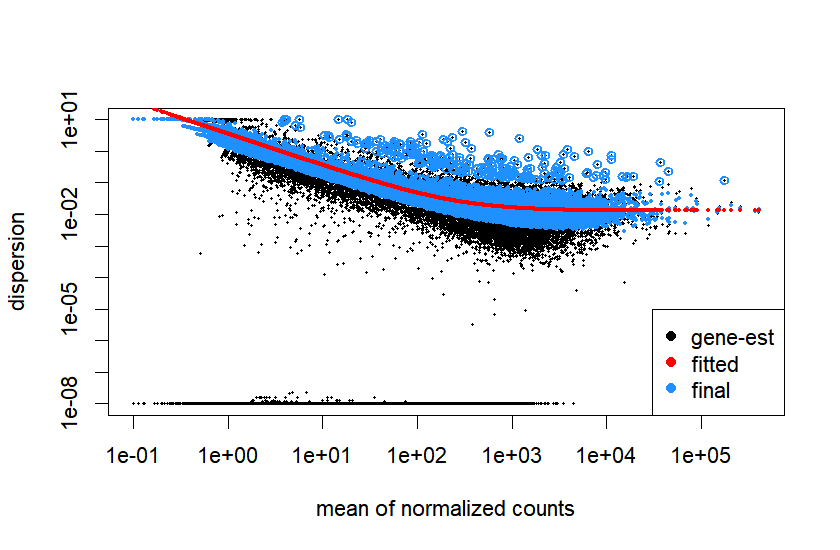 1e+01
1e-02
1e-05
1e-08
dispersion
gene-est
fitted
final
1e-01 1e+00 1e+01 1e+02 1e+03 1e+04 1e+05
mean of normalized counts